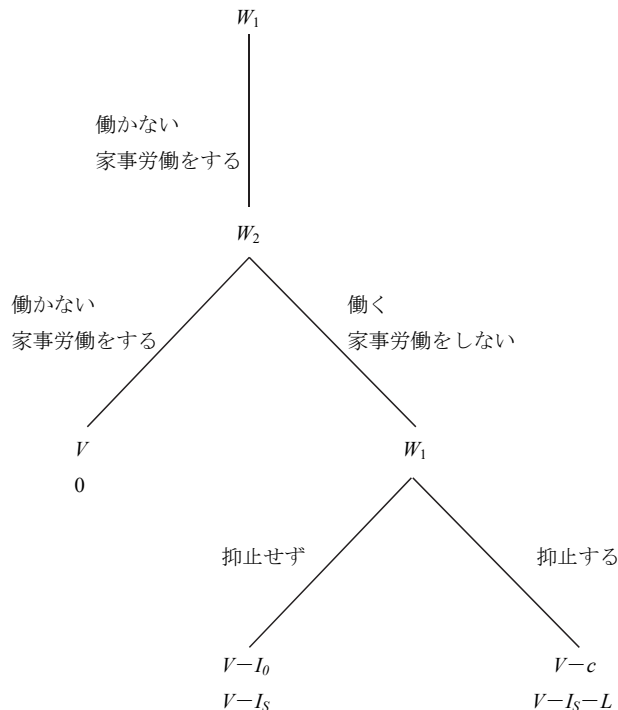 W₁
働かない
家事労働をする
W₂
働かない
家事労働をする
働く
家事労働をしない
V
0
W₁
抑止せず
抑止する
V－I₀
V－Iₛ
V－c
V－Iₛ－L